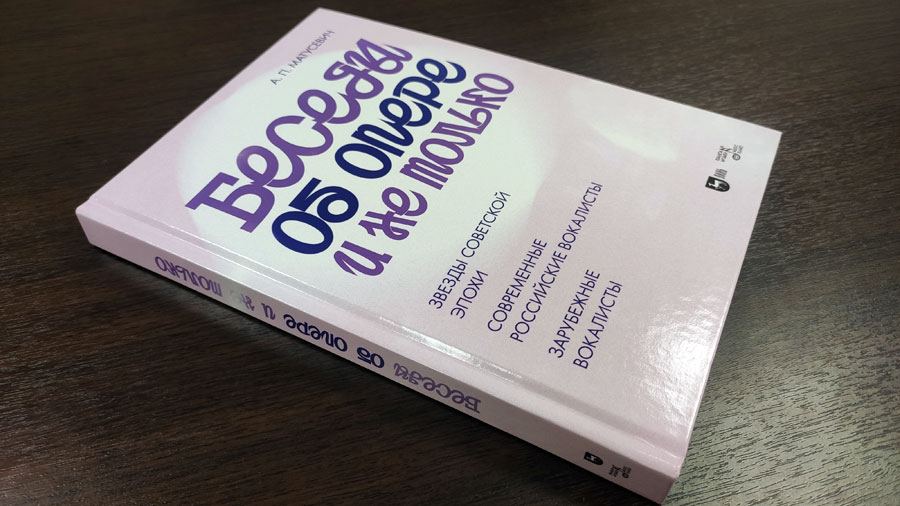 А. П. МАТУСЕВИЧ
Беседы
Об опере
и не только
ЗВЕЗДЫ СОВЕТСКОЙ
ЭПОХИ
СОВРЕМЕННЫЕ
РОССИЙСКИЕ ВОКАЛИСТЫ
ЗАРУБЕЖНЫЕ
ВОКАЛИСТЫ
Беседы Об опере и не только